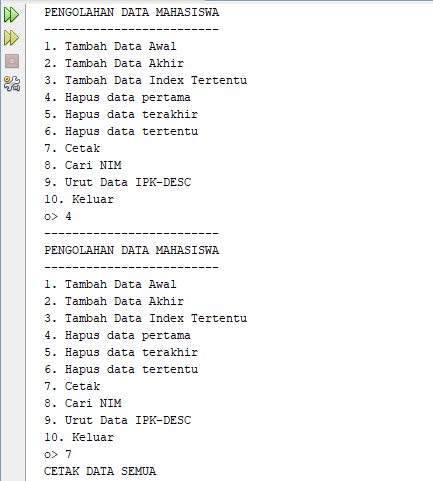 PENGOLAHAN DATA MAHASISWA
-------------------------
1. Tambah Data Awal
2. Tambah Data Akhir
3. Tambah Data Index Tertentu
4. Hapus data pertama
5. Hapus data terakhir
6. Hapus data tertentu
7. Cetak
8. Cari NIM
9. Urut Data IPK-DESC
10. Keluar
o> 4
-------------------------
PENGOLAHAN DATA MAHASISWA
-------------------------
1. Tambah Data Awal
2. Tambah Data Akhir
3. Tambah Data Index Tertentu
4. Hapus data pertama
5. Hapus data terakhir
6. Hapus data tertentu
7. Cetak
8. Cari NIM
9. Urut Data IPK-DESC
10. Keluar
o> 7
CETAK DATA SEMUA